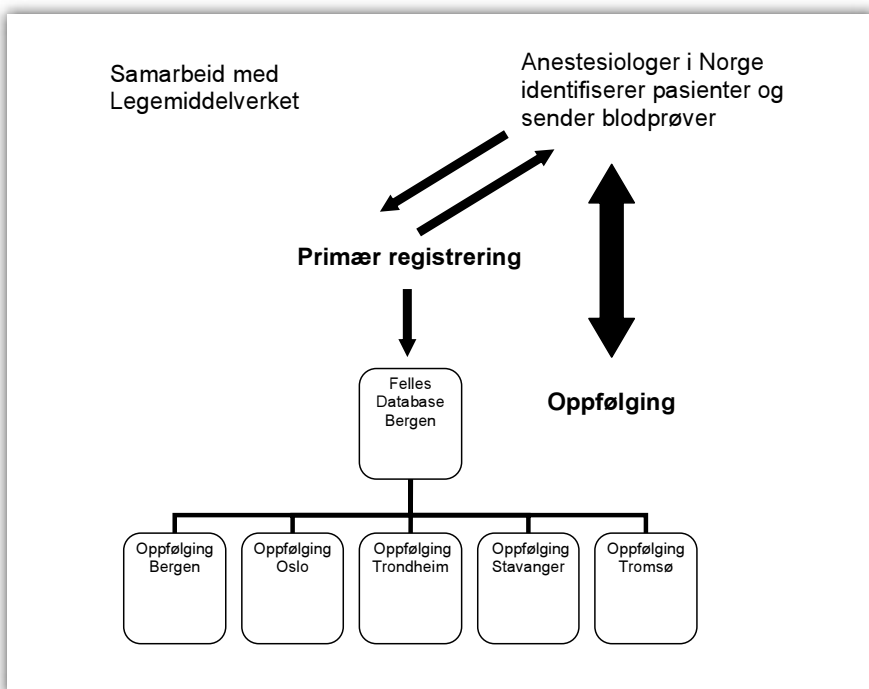 Samarbeid med
Legemiddelverket
Anestesiologer i Norge
identifiserer pasienter og
sender blodprøver
Primær registrering
Felles
Database
Bergen
Oppfølging
Oppfølging
Bergen
Oppfølging
Oslo
Oppfølging
Trondheim
Oppfølging
Stavanger
Oppfølging
Tromsø